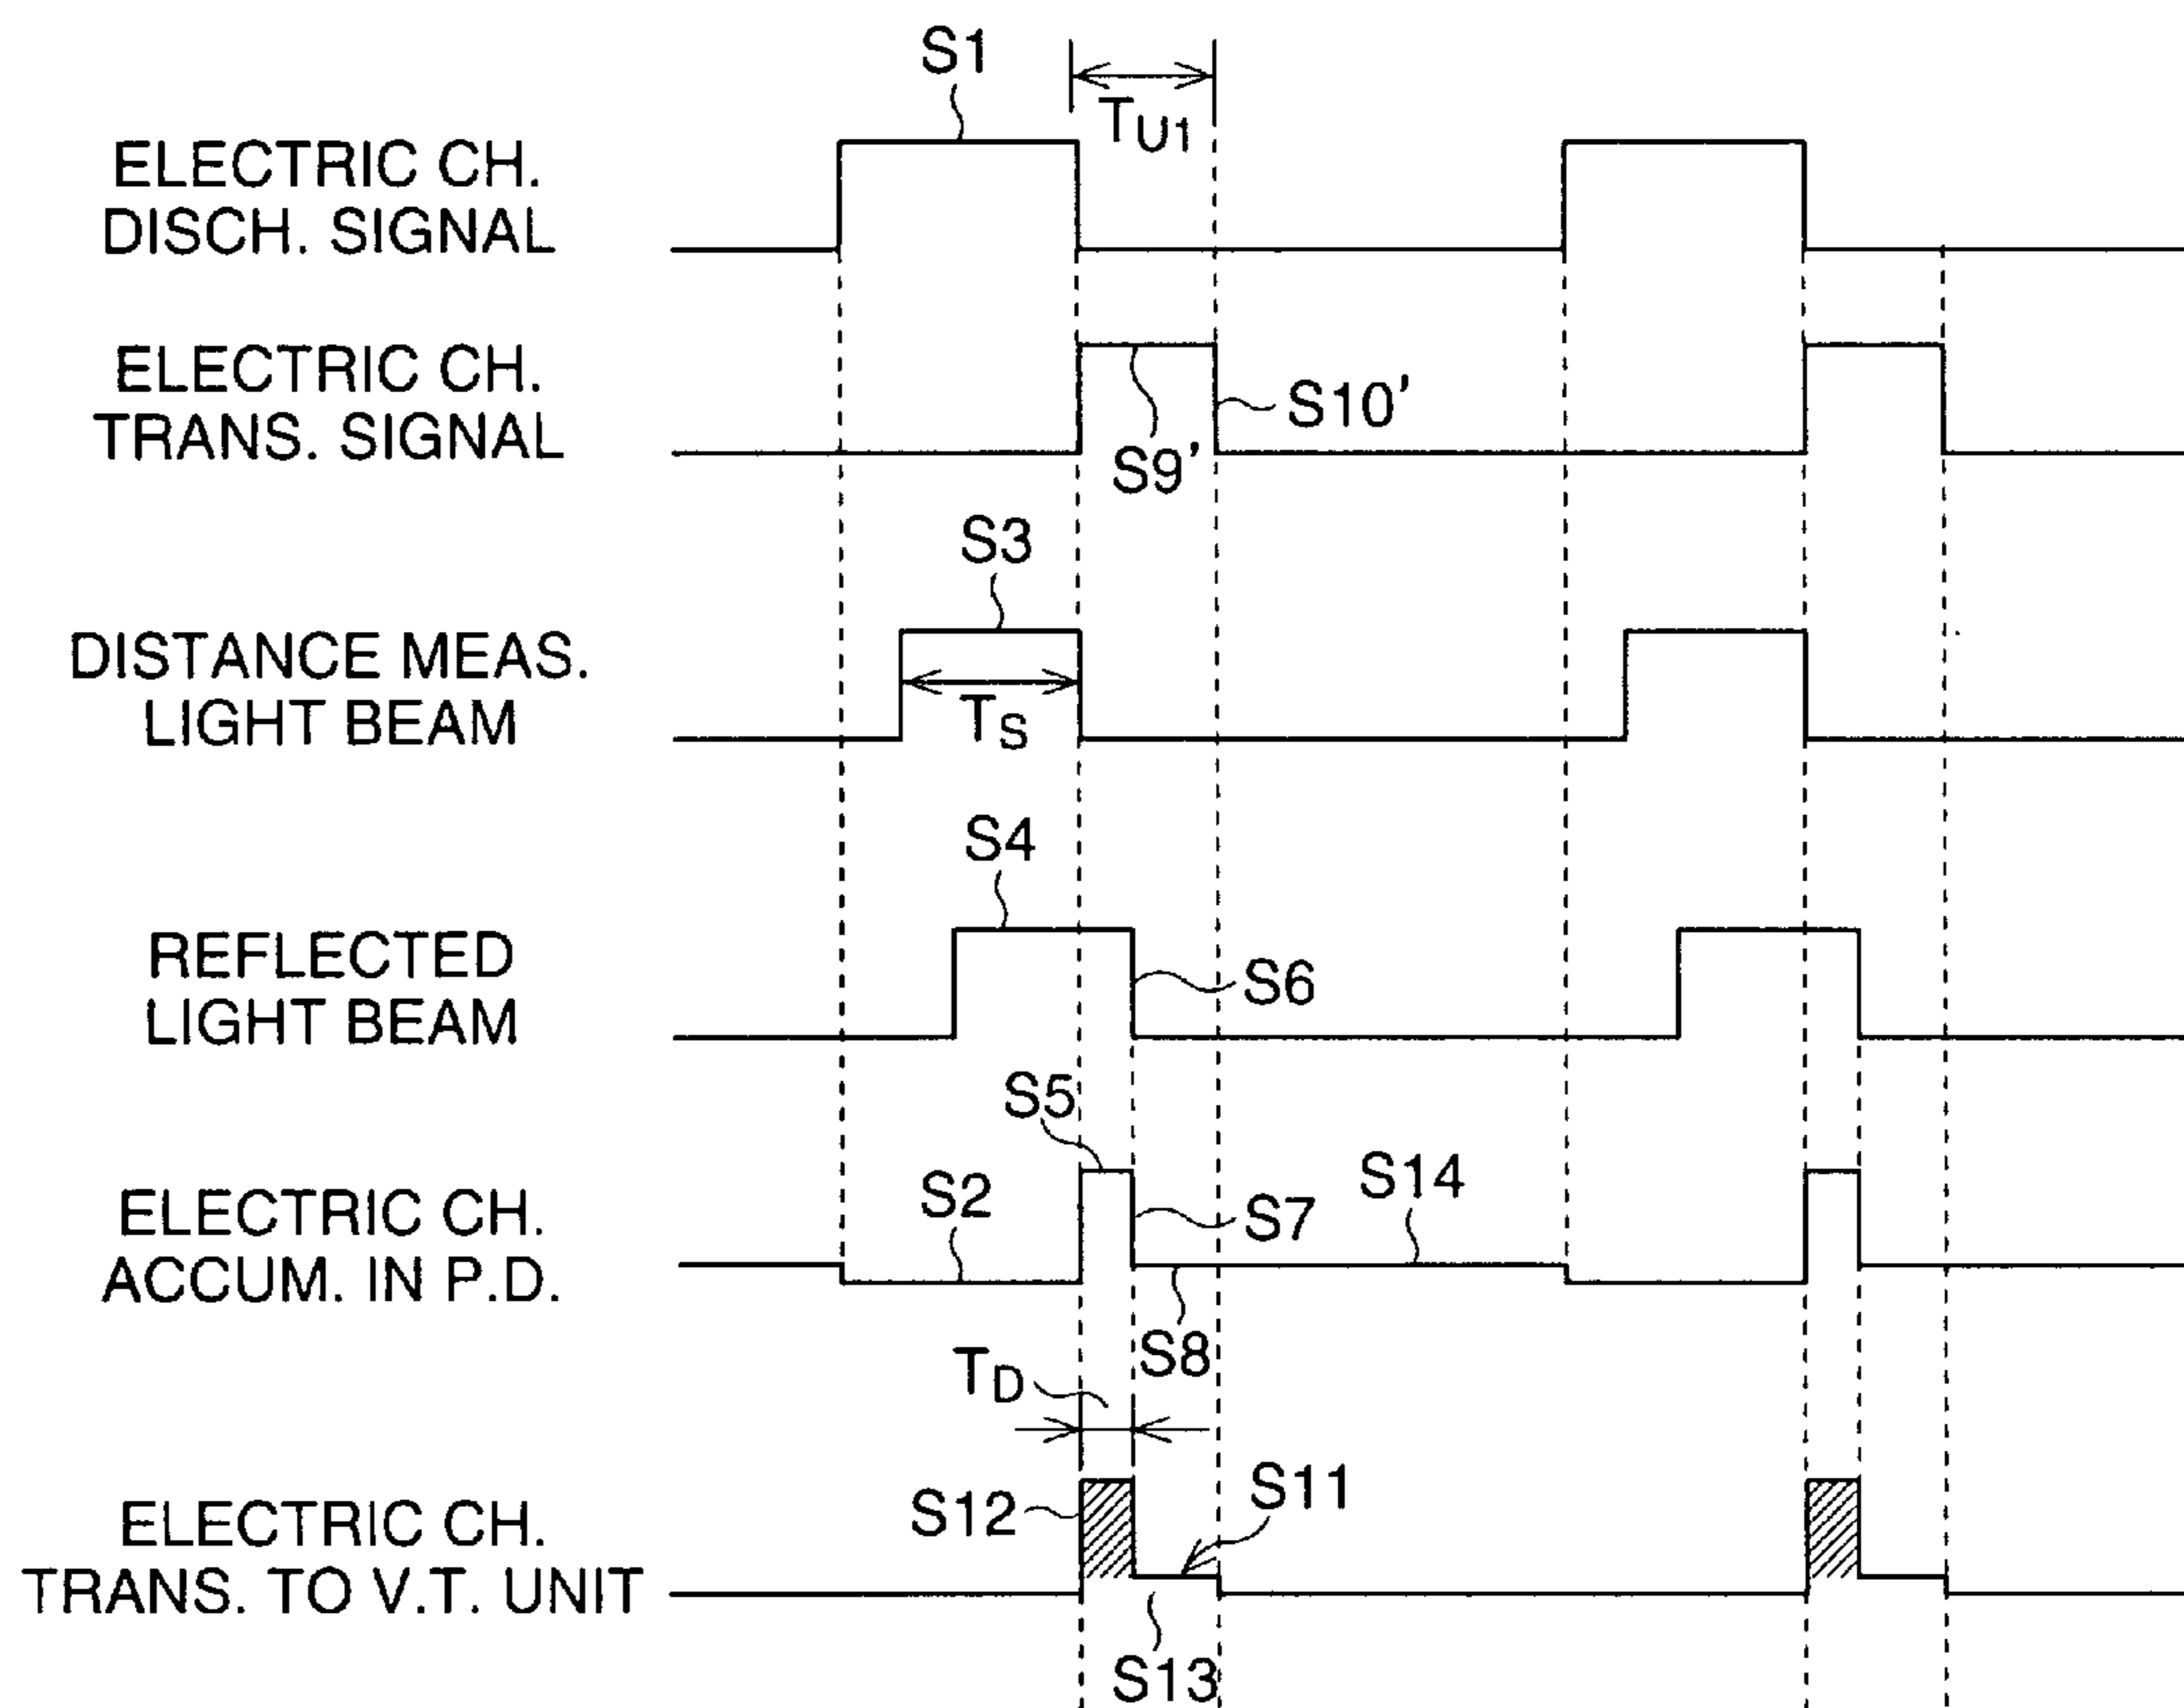 S1
TU1
ELECTRIC CH.
DISCH. SIGNAL
ELECTRIC CH.
TRANS. SIGNAL
S10'
S9'
S3
DISTANCE MEAS.
LIGHT BEAM
TS
S4
REFLECTED
LIGHT BEAM
S6
S5
S2
S7
S14
ELECTRIC CH.
ACCUM. IN P.D.
S8
TD
S12
S11
ELECTRIC CH.
TRANS. TO V.T. UNIT
S13